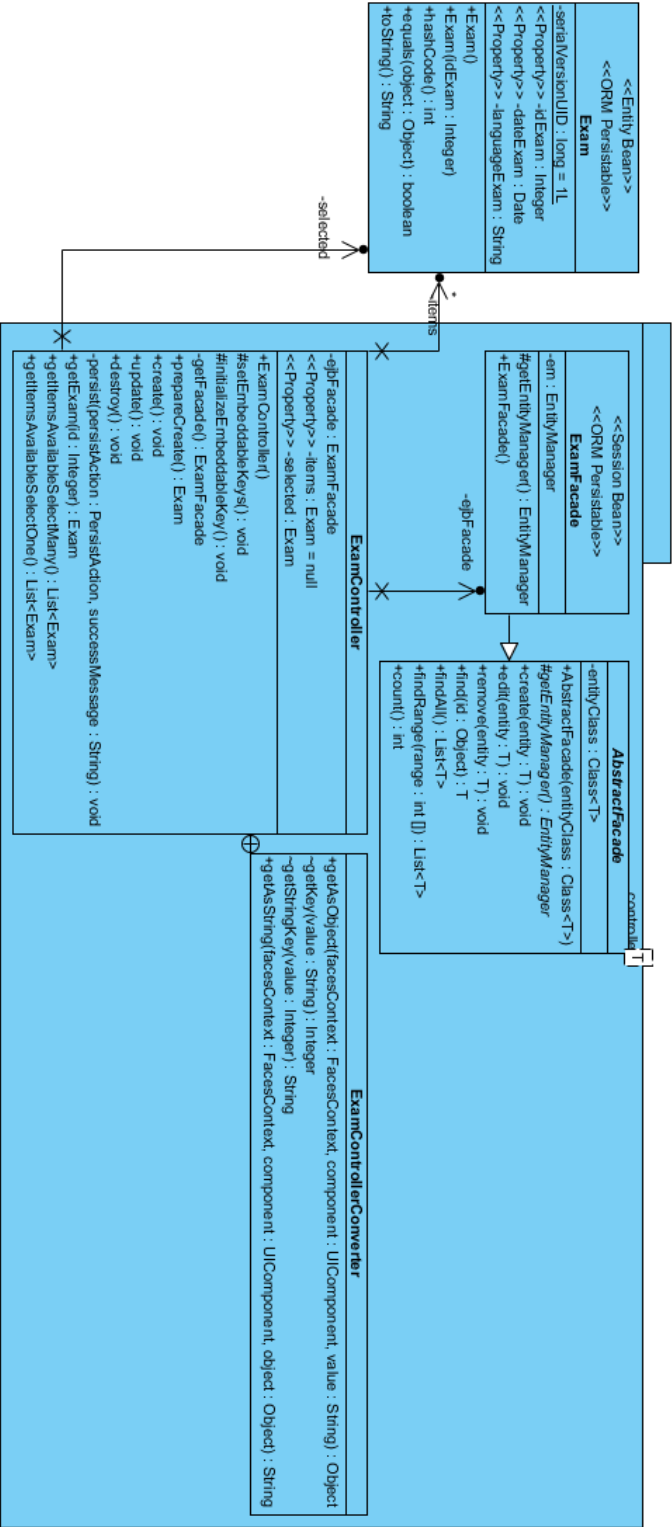 <<Entity Bean>>
<<ORM Persistable>>
Exam
-serialVersionUID : long = 1L
<<Property>> -idExam : Integer
<<Property>> -dateExam : Date
<<Property>> -languageExam : String
+Exam()
+Exam(idExam : Integer)
+hashCode() : int
+equals(object : Object) : boolean
+toString() : String
-selected
*
-items
<<Session Bean>>
<<ORM Persistable>>
ExamFacade
-em : EntityManager
#getEntityManager() : EntityManager
+ExamFacade()
-ejbFacade
ExamController
-ejbFacade : ExamFacade
<<Property>> -items : Exam = null
<<Property>> -selected : Exam
+ExamController()
#setEmbeddableKeys() : void
#initializeEmbeddableKey() : void
-getFacade() : ExamFacade
+prepareCreate() : Exam
+create() : void
+update() : void
+destroy() : void
-persist(persistAction : PersistAction, successMessage : String) : void
+getExam(id : Integer) : Exam
+getItemsAvailableSelectMany() : List<Exam>
+getItemsAvailableSelectOne() : List<Exam>
T
AbstractFacade
-entityClass : Class<T>
+AbstractFacade(entityClass : Class<T>)
#getEntityManager() : EntityManager
+create(entity : T) : void
+edit(entity : T) : void
+remove(entity : T) : void
+find(id : Object) : T
+findAll() : List<T>
+findRange(range : int []) : List<T>
+count() : int
ExamControllerConverter
+getAsObject(facesContext : FacesContext, component : UIComponent, value : String) : Object
~getKey(value : String) : Integer
~getStringKey(value : Integer) : String
+getAsString(facesContext : FacesContext, component : UIComponent, object : Object) : String